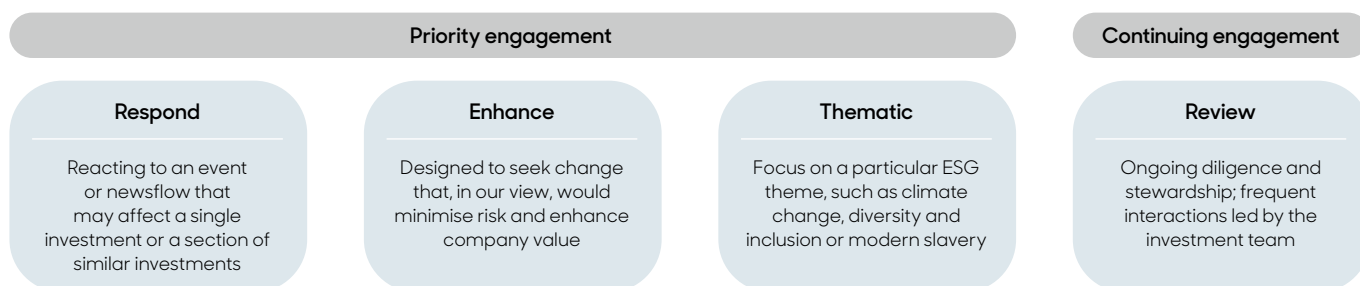 Priority engagement
Continuing engagement
Respond
Reacting to an event
or newsflow that
may affect a single
investment or a section of
similar investments
Enhance
Designed to seek change
that, in our view, would
minimise risk and enhance
company value
Thematic
Focus on a particular ESG
theme, such as climate
change, diversity and
inclusion or modern slavery
Review
Ongoing diligence and
stewardship; frequent
interactions led by the
investment team